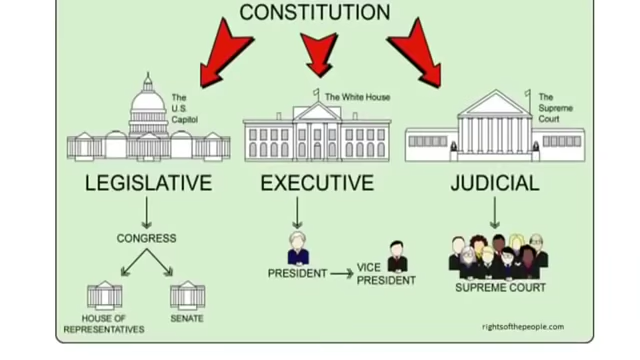 CONSTITUTION
The
U.S.
Capitol
The White House
The
Supreme
Court
LEGISLATIVE
EXECUTIVE
JUDICIAL
CONGRESS
PRESIDENT
VICE
PRESIDENT
SUPREME COURT
HOUSE OF
REPRESENTATIVES
SENATE
rightsofthepeople.com